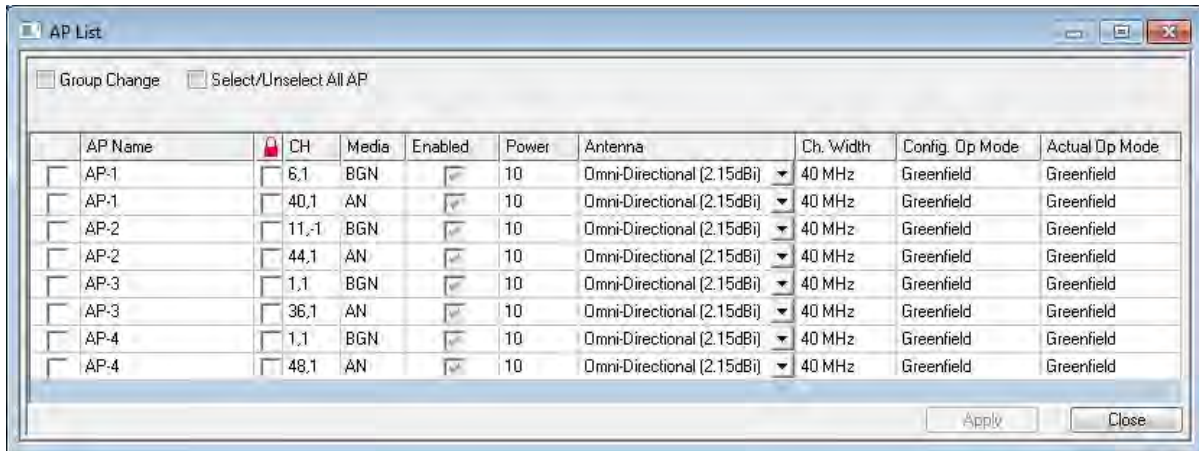 AP List
Group Change Select/Unselect All AP
AP Name CH Media Enabled Power Antenna Ch. Width Config. Op Mode Actual Op Mode
AP-1 6,1 BGN 10 Omni-Directional (2.15dBi) 40 MHz Greenfield Greenfield
AP-1 40,1 AN 10 Omni-Directional (2.15dBi) 40 MHz Greenfield Greenfield
AP-2 11,-1 BGN 10 Omni-Directional (2.15dBi) 40 MHz Greenfield Greenfield
AP-2 44,1 AN 10 Omni-Directional (2.15dBi) 40 MHz Greenfield Greenfield
AP-3 1,1 BGN 10 Omni-Directional (2.15dBi) 40 MHz Greenfield Greenfield
AP-3 36,1 AN 10 Omni-Directional (2.15dBi) 40 MHz Greenfield Greenfield
AP-4 1,1 BGN 10 Omni-Directional (2.15dBi) 40 MHz Greenfield Greenfield
AP-4 48,1 AN 10 Omni-Directional (2.15dBi) 40 MHz Greenfield Greenfield
Apply Close